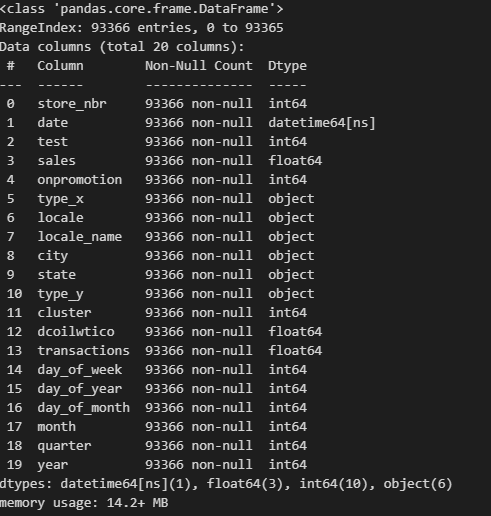 <class 'pandas.core.frame.DataFrame'>
RangeIndex: 93366 entries, 0 to 93365
Data columns (total 20 columns):
 #   Column        Non-Null Count  Dtype
---  ------        --------------  -----
 0   store_nbr     93366 non-null  int64
 1   date          93366 non-null  datetime64[ns]
 2   test          93366 non-null  int64
 3   sales         93366 non-null  float64
 4   onpromotion   93366 non-null  int64
 5   type_x        93366 non-null  object
 6   locale        93366 non-null  object
 7   locale_name   93366 non-null  object
 8   city          93366 non-null  object
 9   state         93366 non-null  object
 10  type_y        93366 non-null  object
 11  cluster       93366 non-null  int64
 12  dcoilwtico    93366 non-null  float64
 13  transactions  93366 non-null  float64
 14  day_of_week   93366 non-null  int64
 15  day_of_year   93366 non-null  int64
 16  day_of_month  93366 non-null  int64
 17  month         93366 non-null  int64
 18  quarter       93366 non-null  int64
 19  year          93366 non-null  int64
dtypes: datetime64[ns](1), float64(3), int64(10), object(6)
memory usage: 14.2+ MB